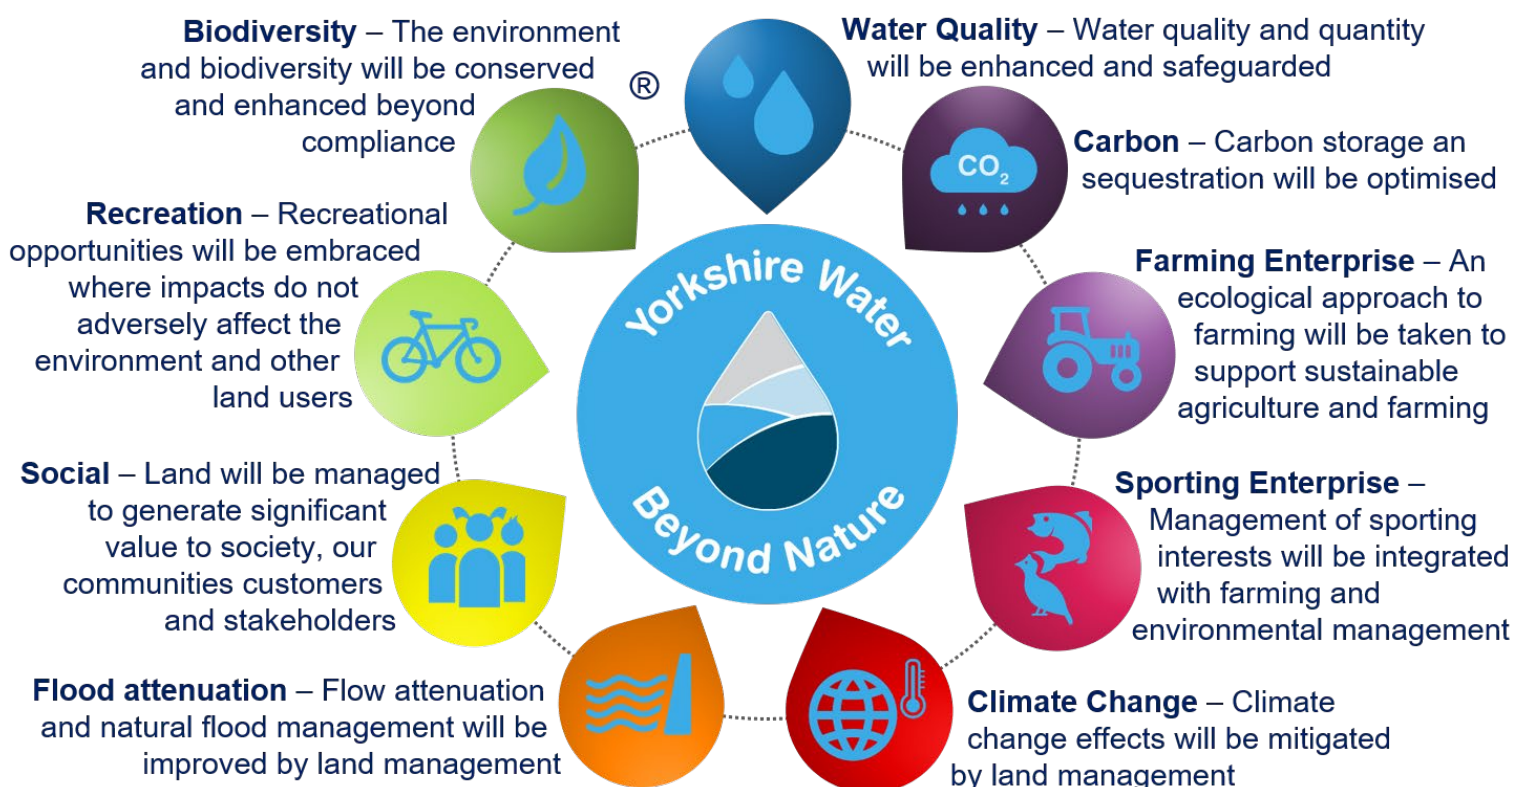 Biodiversity – The environment
and biodiversity will be conserved
and enhanced beyond
compliance
®
Water Quality – Water quality and quantity
will be enhanced and safeguarded
CO2
Carbon – Carbon storage an
sequestration will be optimised
Recreation – Recreational
opportunities will be embraced
where impacts do not
adversely affect the
environment and other
land users
Yorkshire Water
Beyond Nature
Farming Enterprise – An
ecological approach to
farming will be taken to
support sustainable
agriculture and farming
Social – Land will be managed
to generate significant
value to society, our
communities customers
and stakeholders
Sporting Enterprise –
Management of sporting
interests will be integrated
with farming and
environmental management
Flood attenuation – Flow attenuation
and natural flood management will be
improved by land management
Climate Change – Climate
change effects will be mitigated
by land management